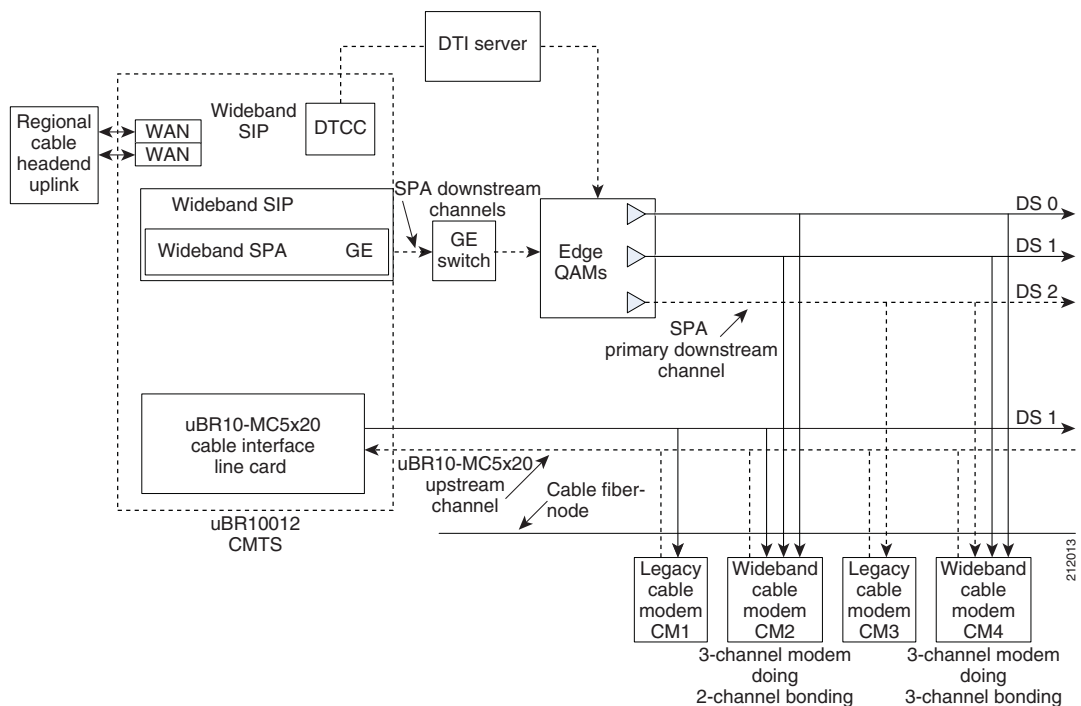 DTI server
Regional
cable
headend
uplink
WAN
WAN
Wideband
SIP
DTCC
Wideband SIP
Wideband SPA
GE
SPA downstream
channels
GE
switch
Edge
QAMs
DS 0
DS 1
DS 2
SPA
primary downstream
channel
uBR10-MC5x20
cable interface
line card
DS 1
uBR10-MC5x20
upstream
channel
Cable fiber-
node
uBR10012
CMTS
Legacy
cable
modem
CM1
Wideband
cable
modem
CM2
Legacy
cable
modem
CM3
Wideband
cable
modem
CM4
3-channel modem
doing
2-channel bonding
3-channel modem
doing
3-channel bonding
212013